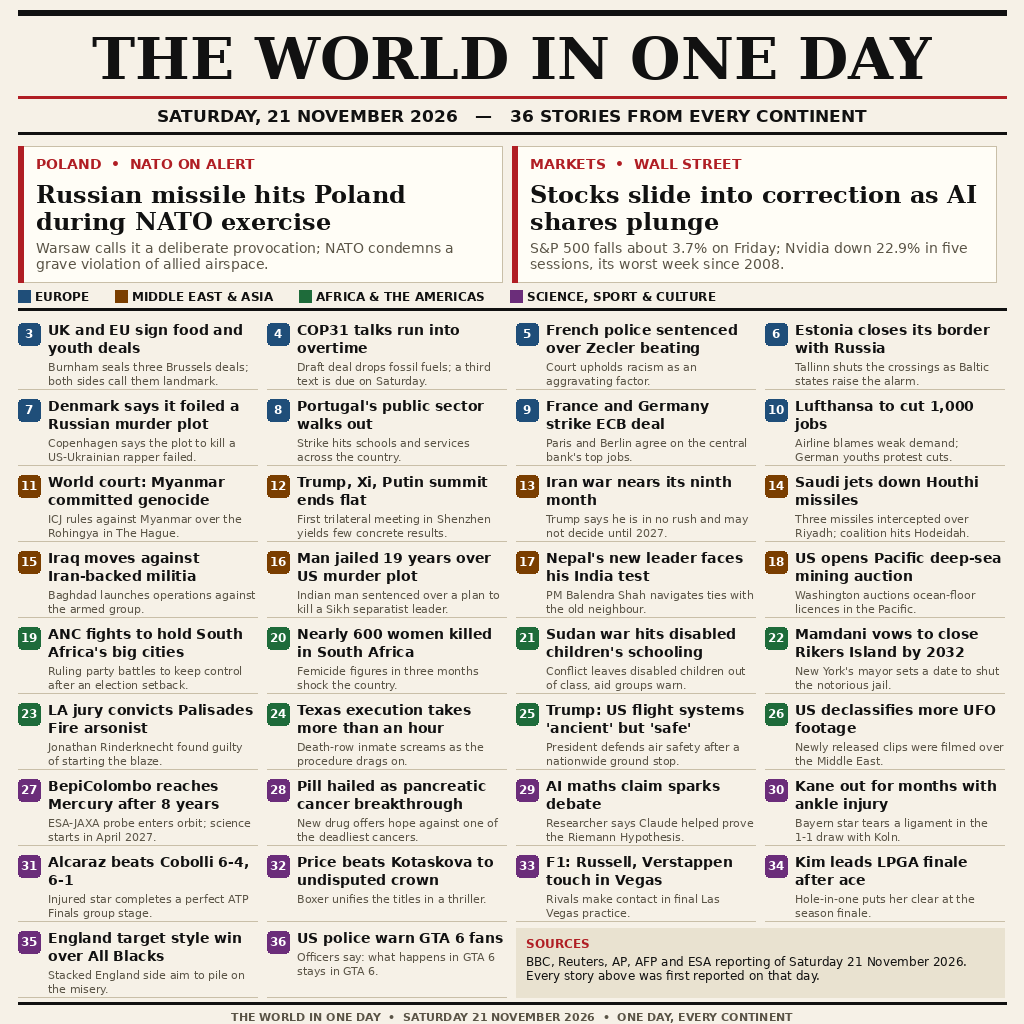 THE WORLD IN ONE DAY
SATURDAY, 21 NOVEMBER 2026 — 36 STORIES FROM EVERY CONTINENT
POLAND • NATO ON ALERT
Russian missile hits Poland
during NATO exercise
Warsaw calls it a deliberate provocation; NATO condemns a
grave violation of allied airspace.
MARKETS • WALL STREET
Stocks slide into correction as AI
shares plunge
S&P 500 falls about 3.7% on Friday; Nvidia down 22.9% in five
sessions, its worst week since 2008.
EUROPE
MIDDLE EAST & ASIA
AFRICA & THE AMERICAS
SCIENCE, SPORT & CULTURE
3
UK and EU sign food and
youth deals
Burnham seals three Brussels deals;
both sides call them landmark.
4
COP31 talks run into
overtime
Draft deal drops fossil fuels; a third
text is due on Saturday.
5
French police sentenced
over Zecler beating
Court upholds racism as an
aggravating factor.
6
Estonia closes its border
with Russia
Tallinn shuts the crossings as Baltic
states raise the alarm.
7
Denmark says it foiled a
Russian murder plot
Copenhagen says the plot to kill a
US-Ukrainian rapper failed.
8
Portugal's public sector
walks out
Strike hits schools and services
across the country.
9
France and Germany
strike ECB deal
Paris and Berlin agree on the central
bank's top jobs.
10
Lufthansa to cut 1,000
jobs
Airline blames weak demand;
German youths protest cuts.
11
World court: Myanmar
committed genocide
ICJ rules against Myanmar over the
Rohingya in The Hague.
12
Trump, Xi, Putin summit
ends flat
First trilateral meeting in Shenzhen
yields few concrete results.
13
Iran war nears its ninth
month
Trump says he is in no rush and may
not decide until 2027.
14
Saudi jets down Houthi
missiles
Three missiles intercepted over
Riyadh; coalition hits Hodeidah.
15
Iraq moves against
Iran-backed militia
Baghdad launches operations against
the armed group.
16
Man jailed 19 years over
US murder plot
Indian man sentenced over a plan to
kill a Sikh separatist leader.
17
Nepal's new leader faces
his India test
PM Balendra Shah navigates ties with
the old neighbour.
18
US opens Pacific deep-sea
mining auction
Washington auctions ocean-floor
licences in the Pacific.
19
ANC fights to hold South
Africa's big cities
Ruling party battles to keep control
after an election setback.
20
Nearly 600 women killed
in South Africa
Femicide figures in three months
shock the country.
21
Sudan war hits disabled
children's schooling
Conflict leaves disabled children out
of class, aid groups warn.
22
Mamdani vows to close
Rikers Island by 2032
New York's mayor sets a date to shut
the notorious jail.
23
LA jury convicts Palisades
Fire arsonist
Jonathan Rinderknecht found guilty
of starting the blaze.
24
Texas execution takes
more than an hour
Death-row inmate screams as the
procedure drags on.
25
Trump: US flight systems
'ancient' but 'safe'
President defends air safety after a
nationwide ground stop.
26
US declassifies more UFO
footage
Newly released clips were filmed over
the Middle East.
27
BepiColombo reaches
Mercury after 8 years
ESA-JAXA probe enters orbit; science
starts in April 2027.
28
Pill hailed as pancreatic
cancer breakthrough
New drug offers hope against one of
the deadliest cancers.
29
AI maths claim sparks
debate
Researcher says Claude helped prove
the Riemann Hypothesis.
30
Kane out for months with
ankle injury
Bayern star tears a ligament in the
1-1 draw with Koln.
31
Alcaraz beats Cobolli 6-4,
6-1
Injured star completes a perfect ATP
Finals group stage.
32
Price beats Kotaskova to
undisputed crown
Boxer unifies the titles in a thriller.
33
F1: Russell, Verstappen
touch in Vegas
Rivals make contact in final Las
Vegas practice.
34
Kim leads LPGA finale
after ace
Hole-in-one puts her clear at the
season finale.
35
England target style win
over All Blacks
Stacked England side aim to pile on
the misery.
36
US police warn GTA 6 fans
Officers say: what happens in GTA 6
stays in GTA 6.
SOURCES
BBC, Reuters, AP, AFP and ESA reporting of Saturday 21 November 2026.
Every story above was first reported on that day.
THE WORLD IN ONE DAY • SATURDAY 21 NOVEMBER 2026 • ONE DAY, EVERY CONTINENT